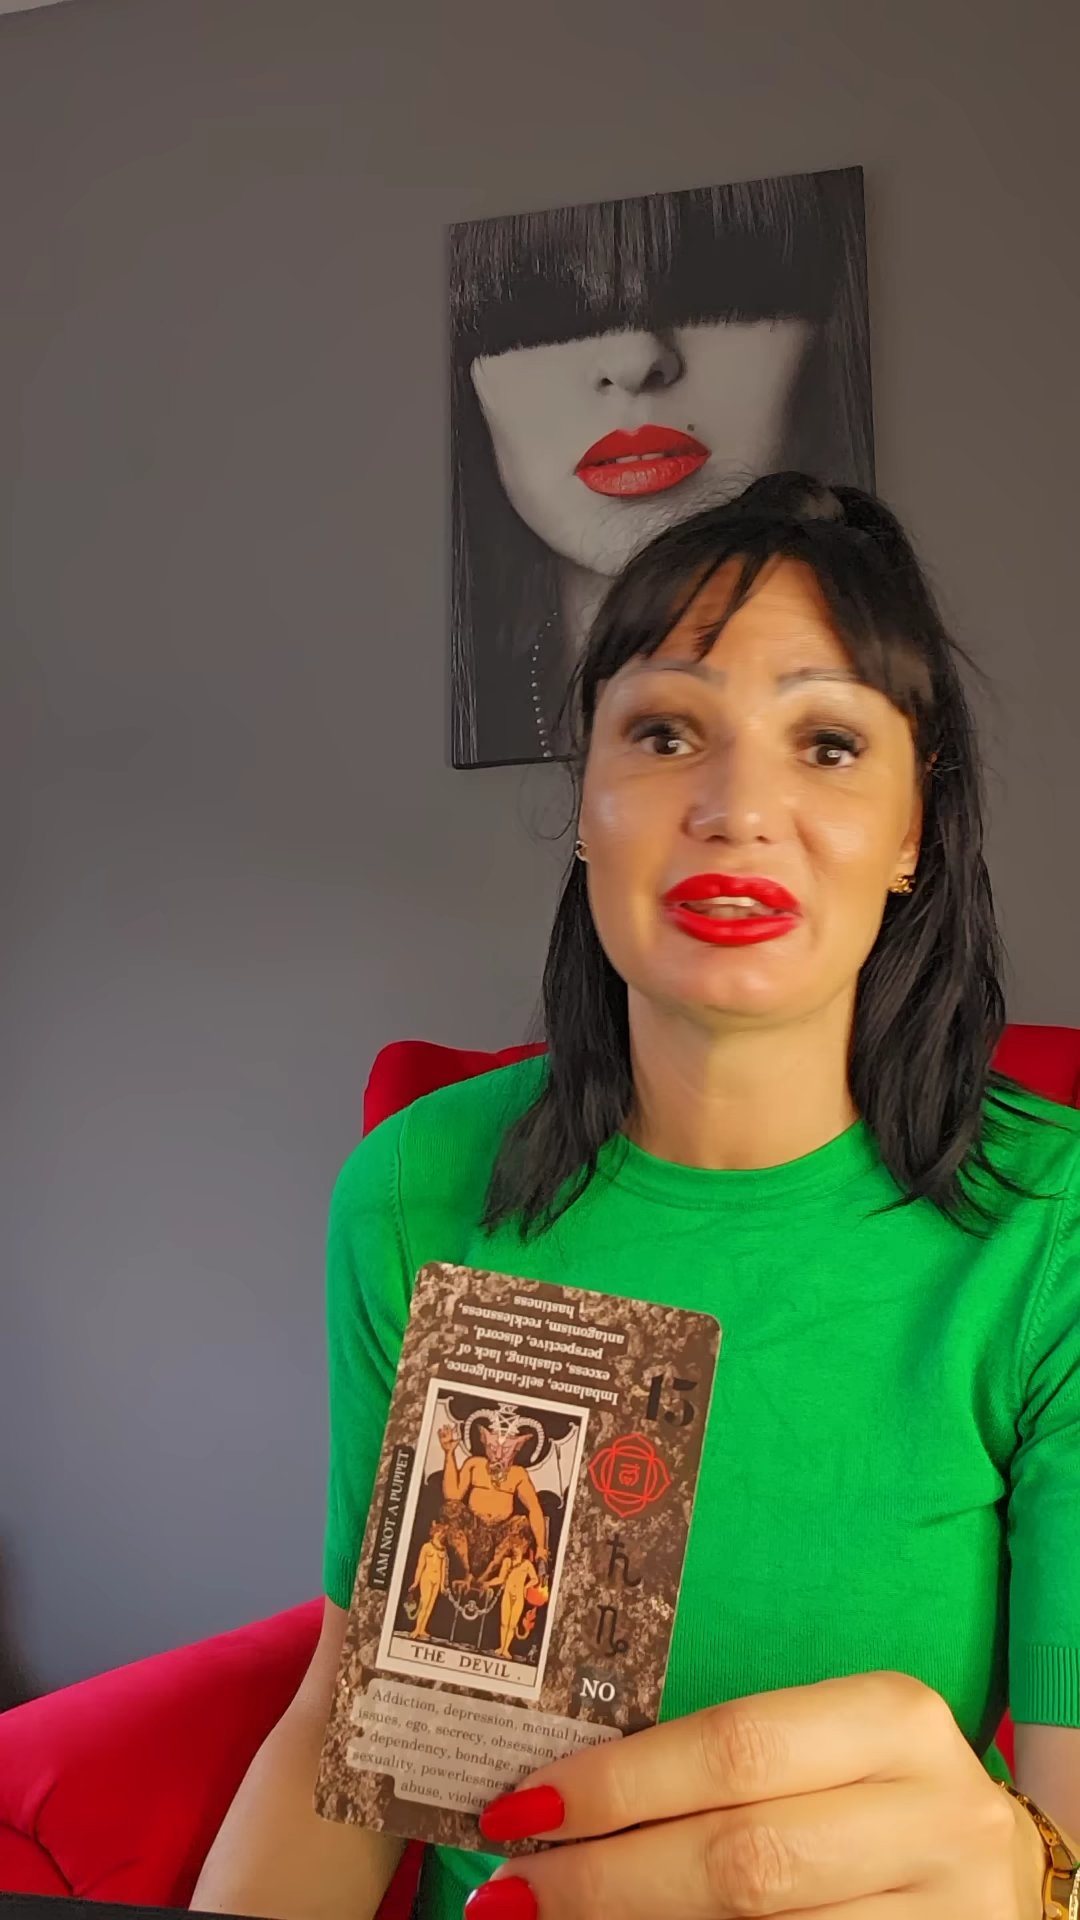 Imbalance, self-indulgence,
excess, clashing, lack of
perspective, discord,
antagonism, recklessness,
hastiness
15
I AM NOT A PUPPET
THE DEVIL.
NO
Addiction, depression, mental health
issues, ego, secrecy, obsession,
dependency, bondage,
sexuality, powerlessness
abuse,